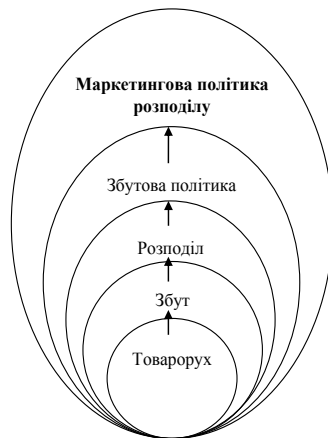 Маркетингова політика
розподілу
Збутова політика
Розподіл
Збут
Товарорух